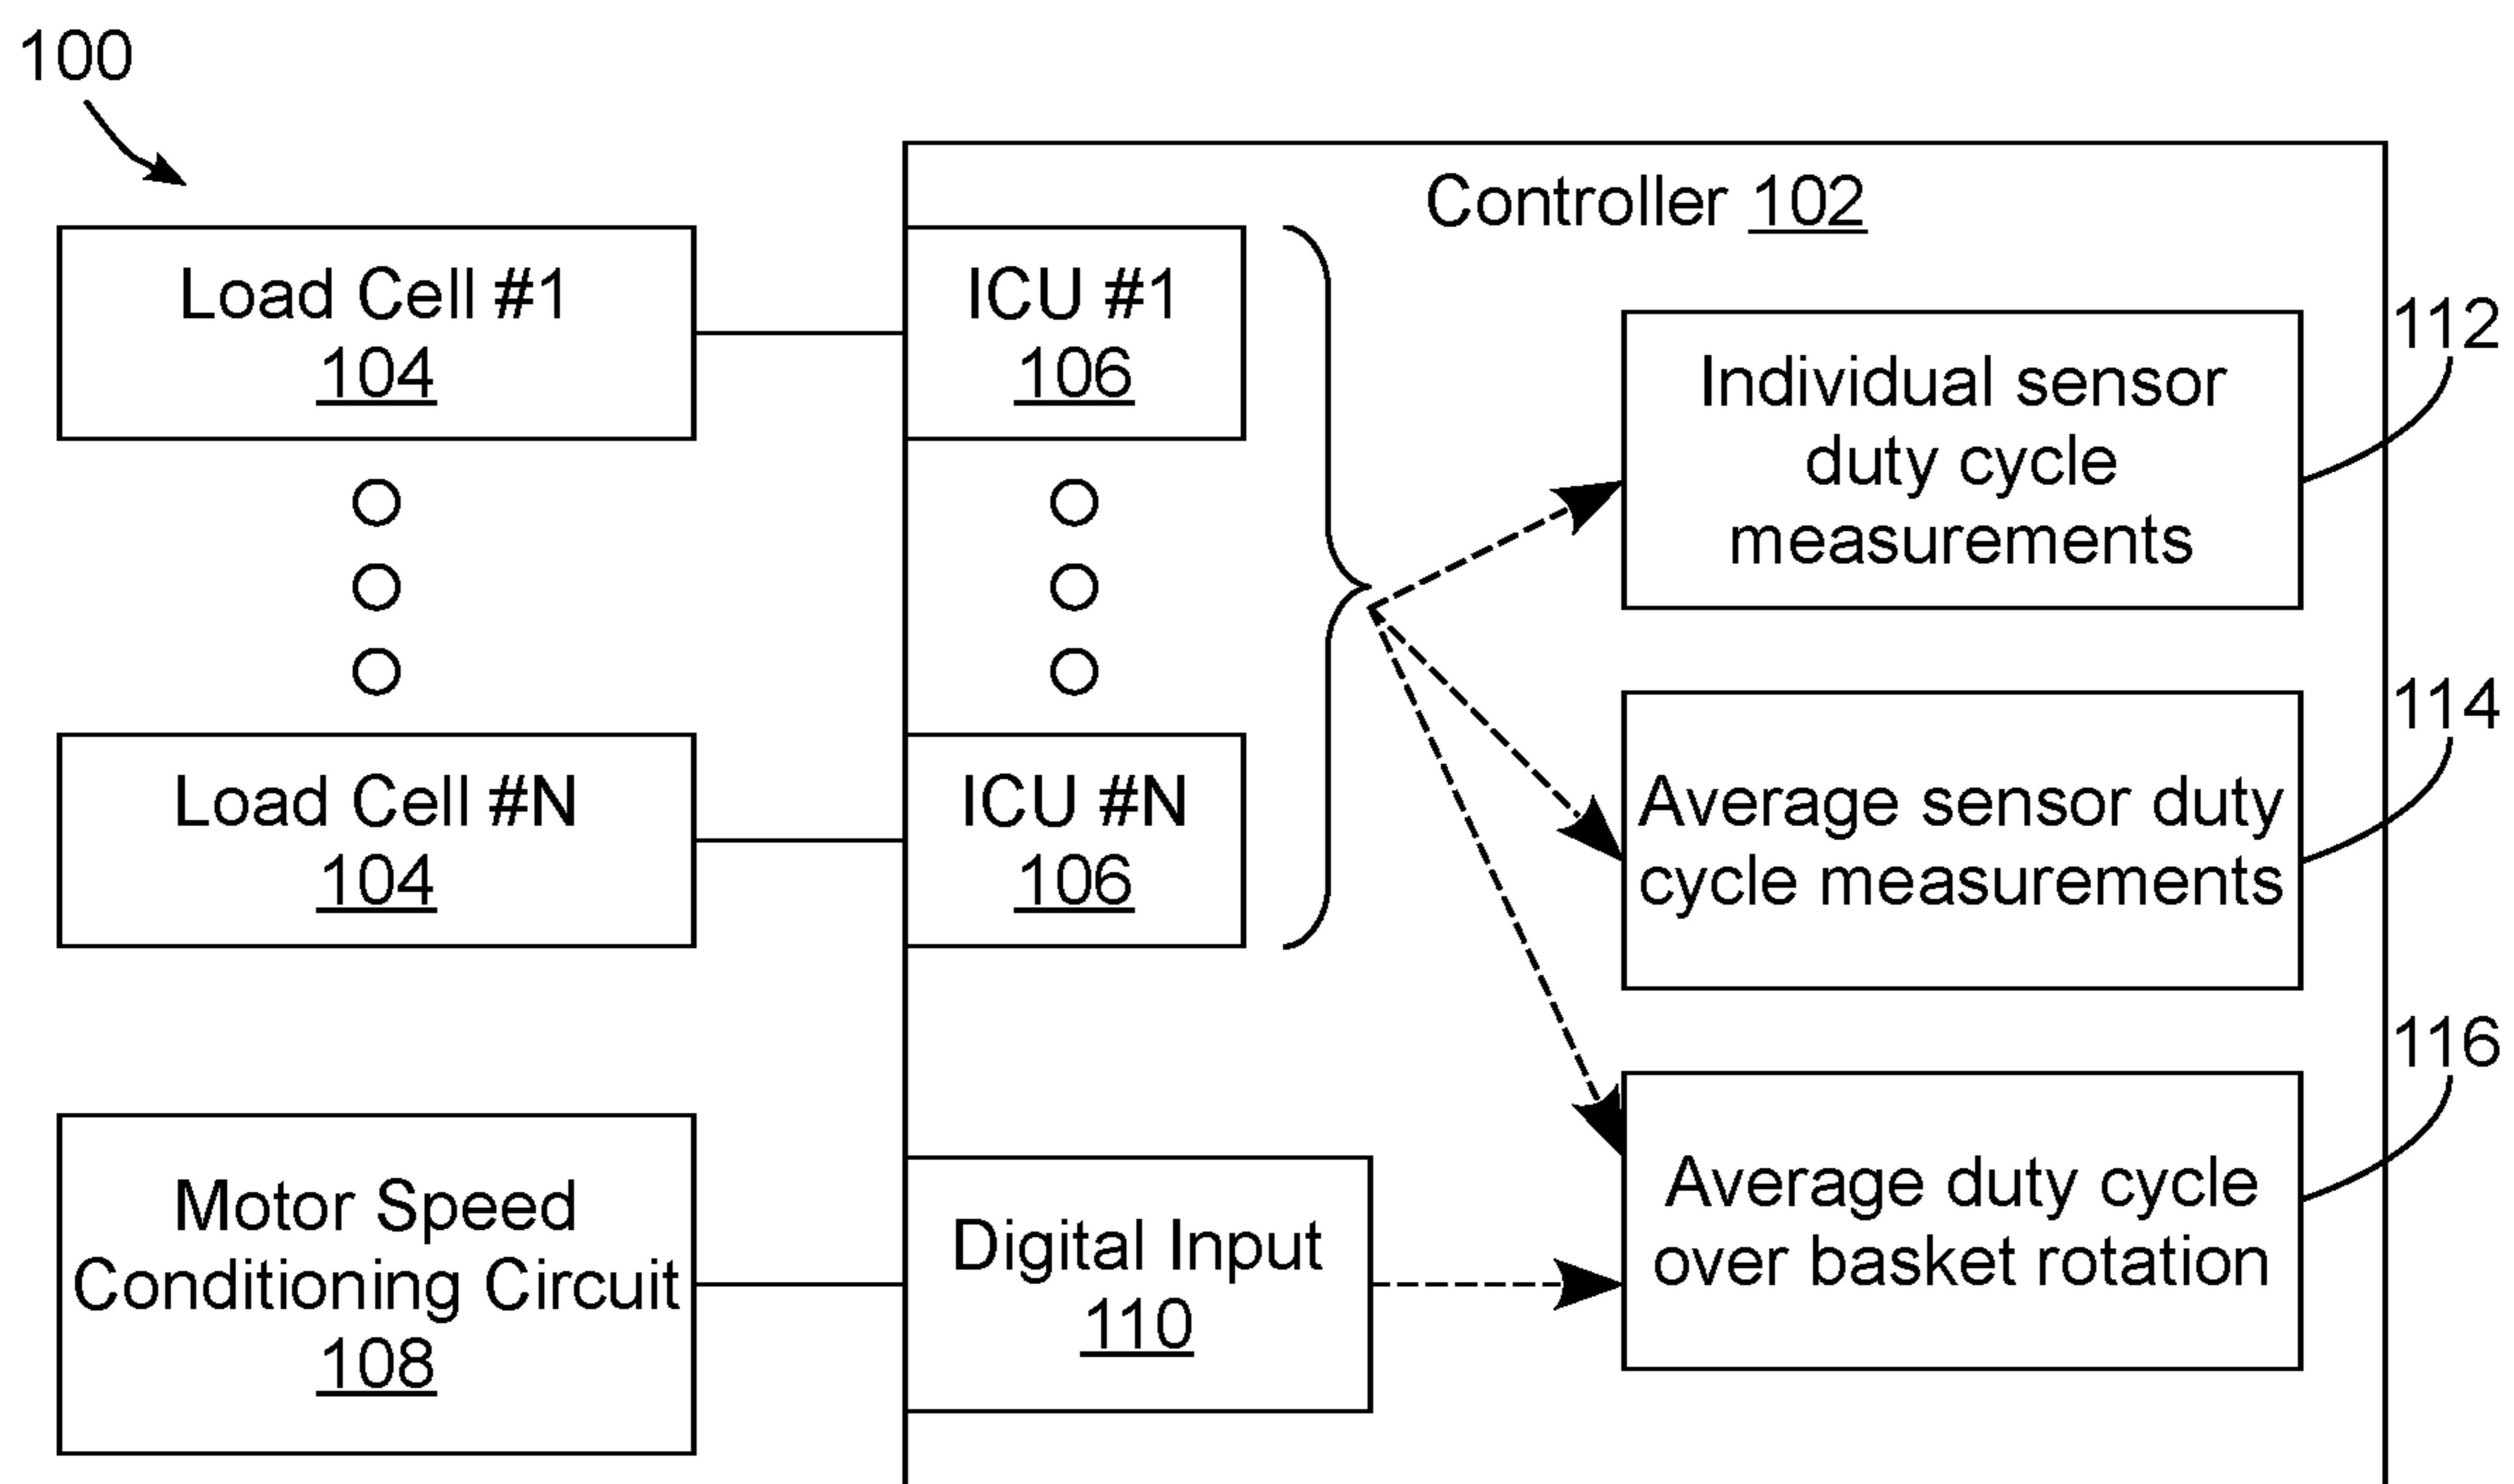 100
Controller 102
Load Cell #1
104
ICU #1
106
Individual sensor
duty cycle
measurements
112
Load Cell #N
104
ICU #N
106
Average sensor duty
cycle measurements
114
Motor Speed
Conditioning Circuit
108
Digital Input
110
Average duty cycle
over basket rotation
116